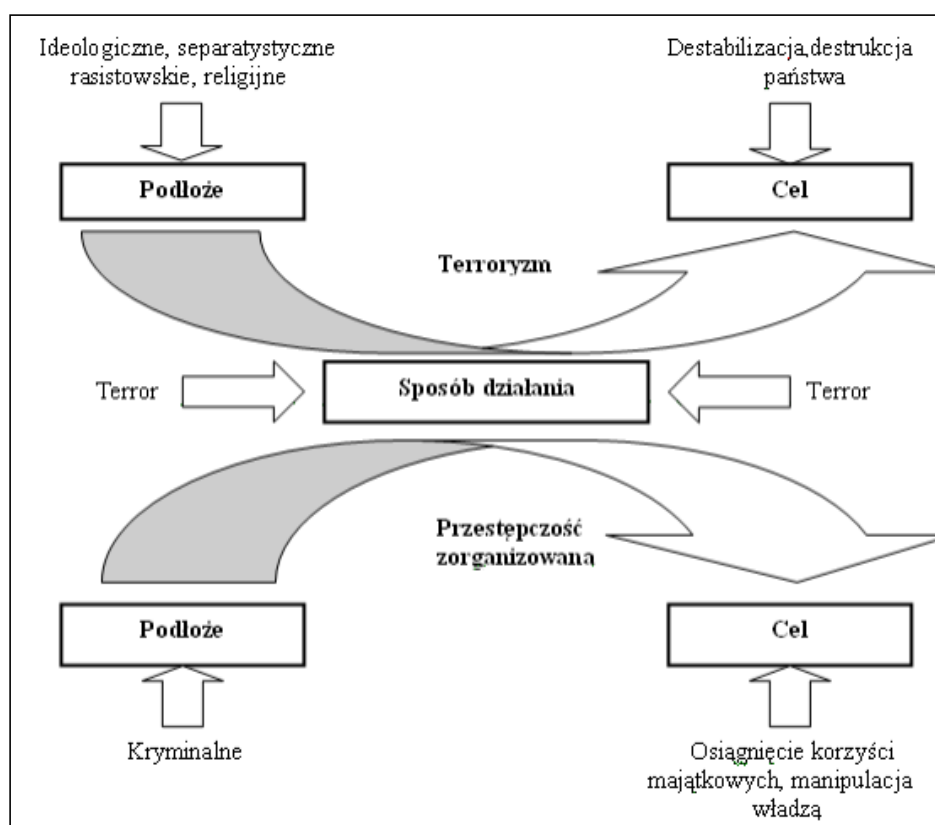 Ideologiczne, separatystyczne
rasistowskie, religijne
Destabilizacja,destrukcja
państwa
Podłoże
Cel
Terroryzm
Terror
Sposób działania
Terror
Przestępczość
zorganizowaną
Podłoże
Cel
Kryminalne
Osiągnięcie korzyści
majątkowych, manipulacja
władzą